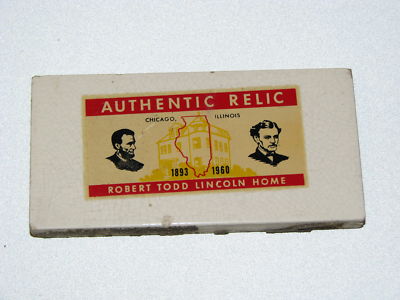 AUTHENTIC RELIC
CHICAGO, ILLINOIS
1893 1960
ROBERT TODD LINCOLN HOME